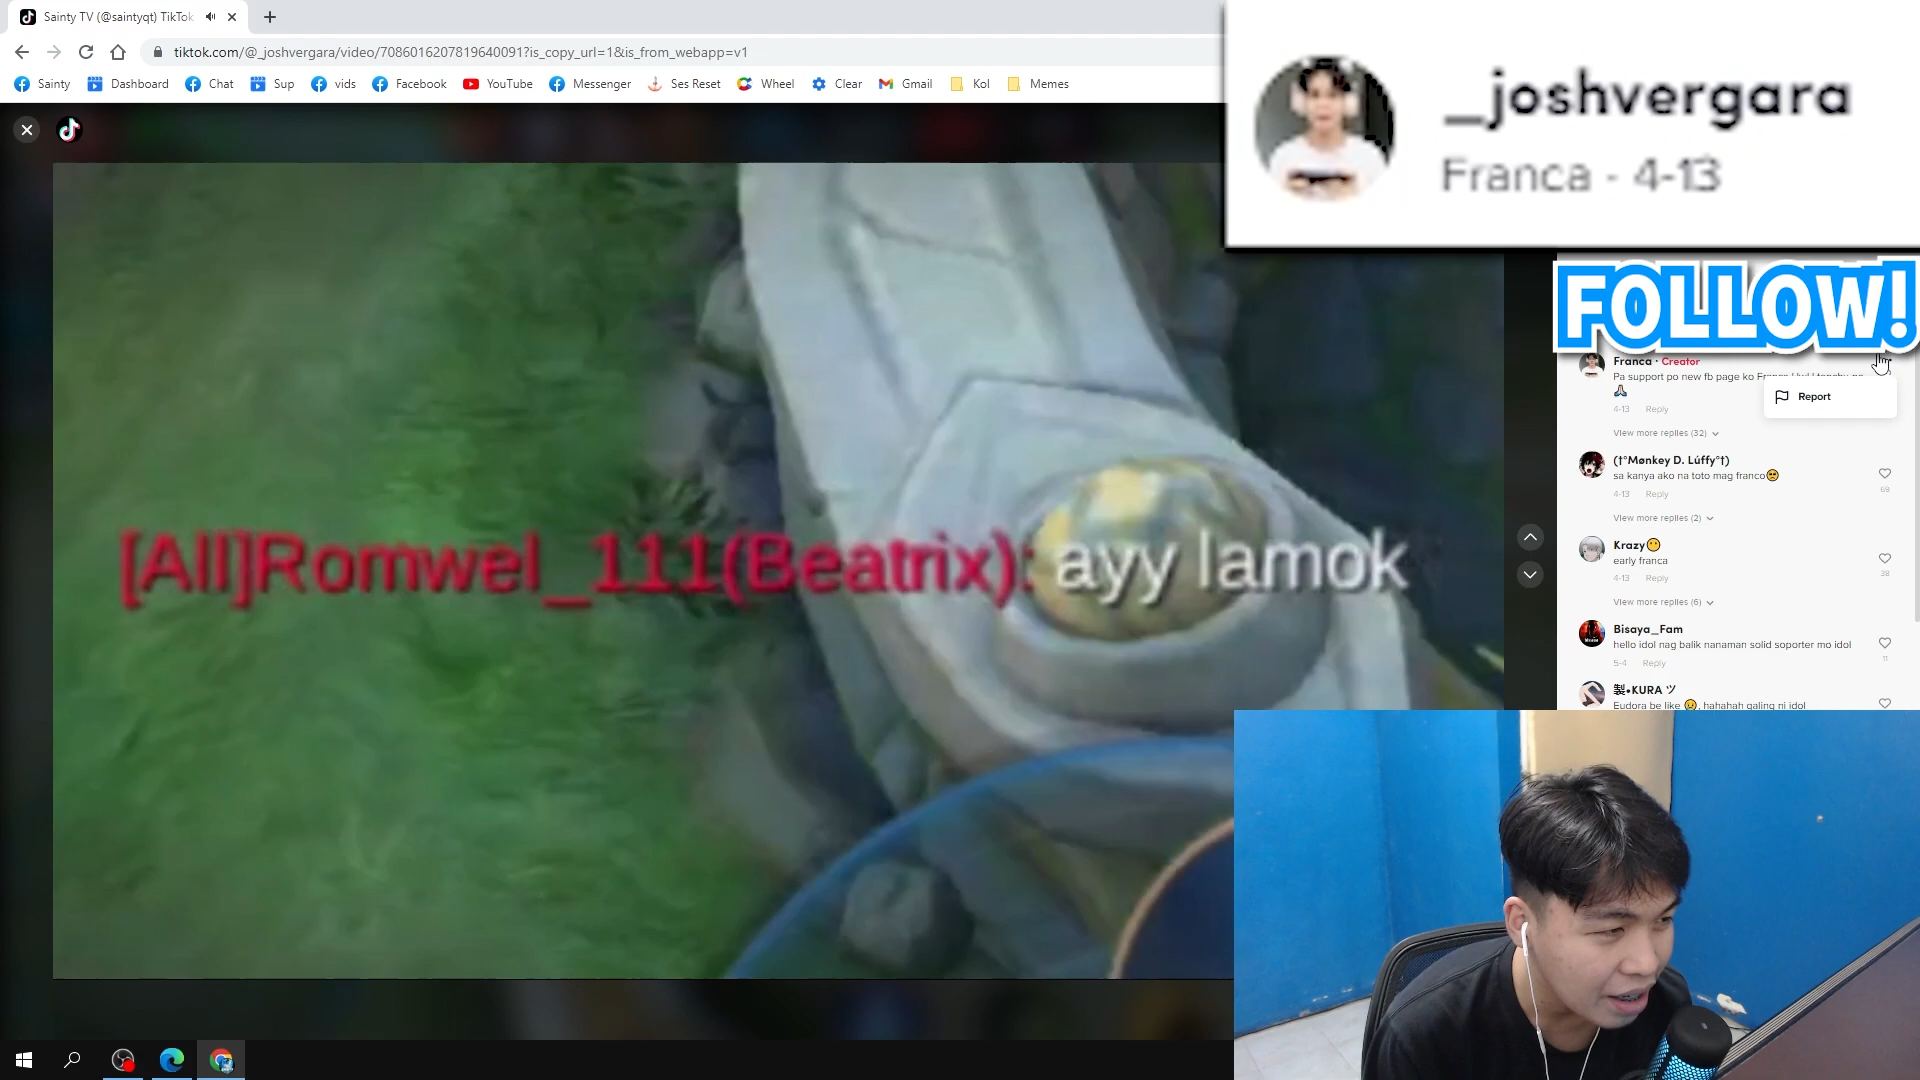 Sainty TV (@saintyqt) TikTok
tiktok.com/@_joshvergara/video/7086016207819640091?is_copy_url=1&is_from_webapp=v1
Sainty Dashboard Chat Sup vids Facebook YouTube Messenger Ses Reset Wheel Clear Gmail Kol Memes
_joshvergara
Franca · 4-13
FOLLOW!
[All]Romwel_111(Beatrix): ayy lamok
Franca · Creator
Pa support po new fb page ko
🙏🏻
4-13 Reply
Report
View more replies (32)
(†°Mønkey D. Lúffy°†)
sa kanya ako na toto mag franco🥺
4-13 Reply
69
View more replies (2)
Krazy😶
early franca
4-13 Reply
38
View more replies (6)
Bisaya_Fam
hello idol nag balik nanaman solid soporter mo idol
5-4 Reply
11
製•KURA ツ
Eudora be like 😥, hahahah galing ni idol